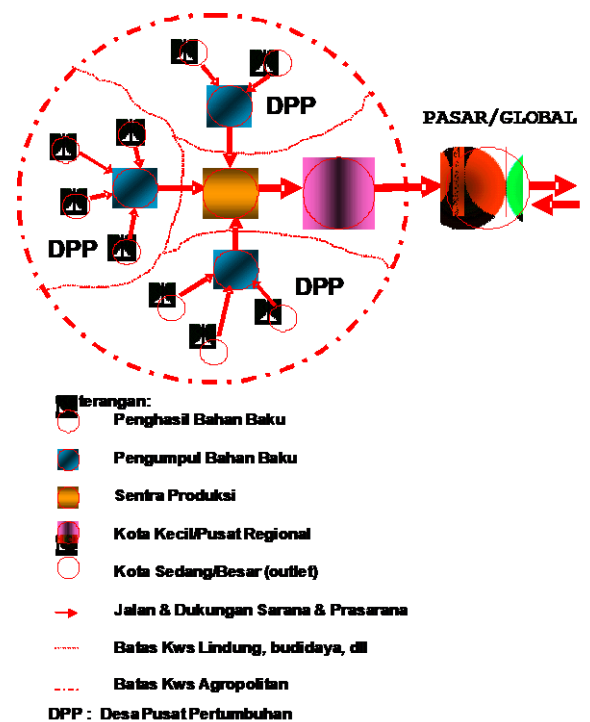 DPP
PASAR/GLOBAL
DPP
DPP
terangan:
Penghasil Bahan Baku
Pengumpul Bahan Baku
Sentra Produksi
Kota Kecil/Pusat Regional
Kota Sedang/Besar (outlet)
Jalan & Dukungan Sarana & Prasarana
Batas Kws Lindung, budidaya, dll
Batas Kws Agropolitan
DPP : Desa Pusat Pertumbuhan